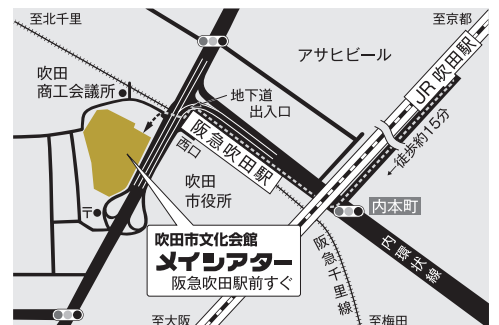 至北千里
至京都
アサヒビール
JR吹田駅
吹田
商工会議所
地下道
出入口
←徒歩約15分
阪急吹田駅
西口
吹田
市役所
〒
内本町
内環状線
吹田市文化会館
メイシアター
阪急吹田駅前すぐ
阪急千里線
至大阪
至梅田